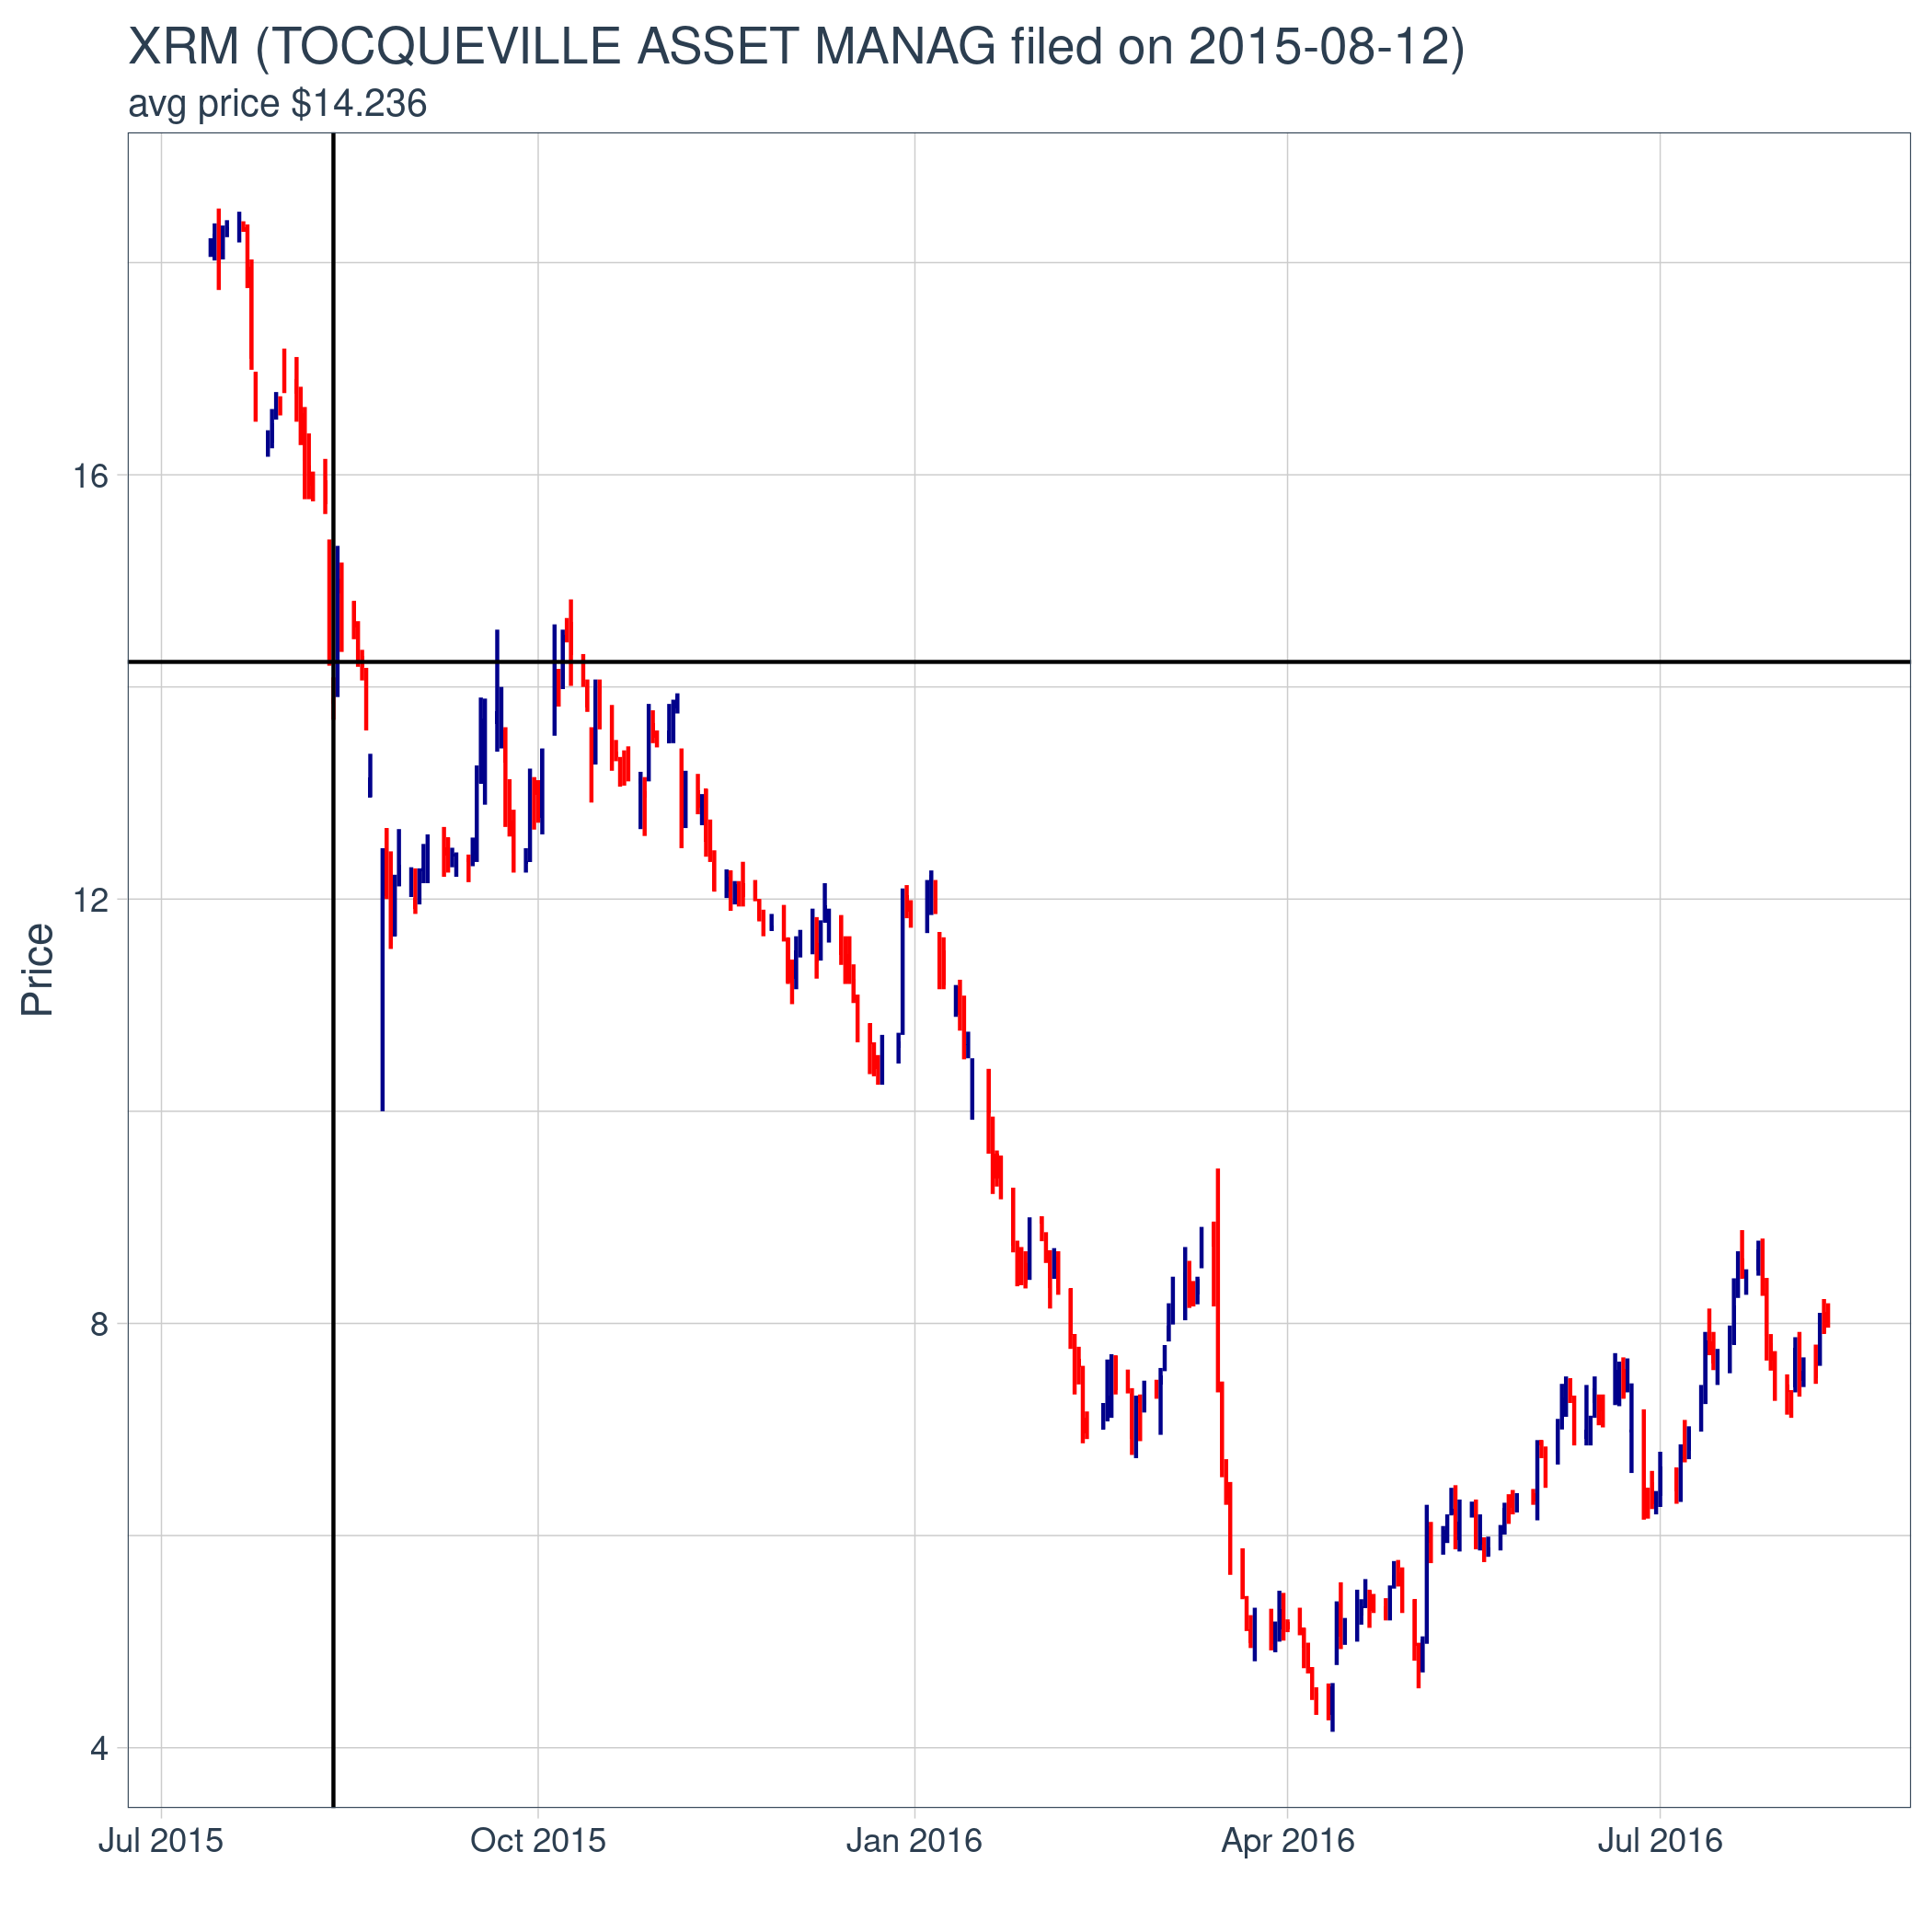 XRM (TOCQUEVILLE ASSET MANAG filed on 2015-08-12)
avg price $14.236
16
12
8
4
Price
Jul 2015
Oct 2015
Jan 2016
Apr 2016
Jul 2016